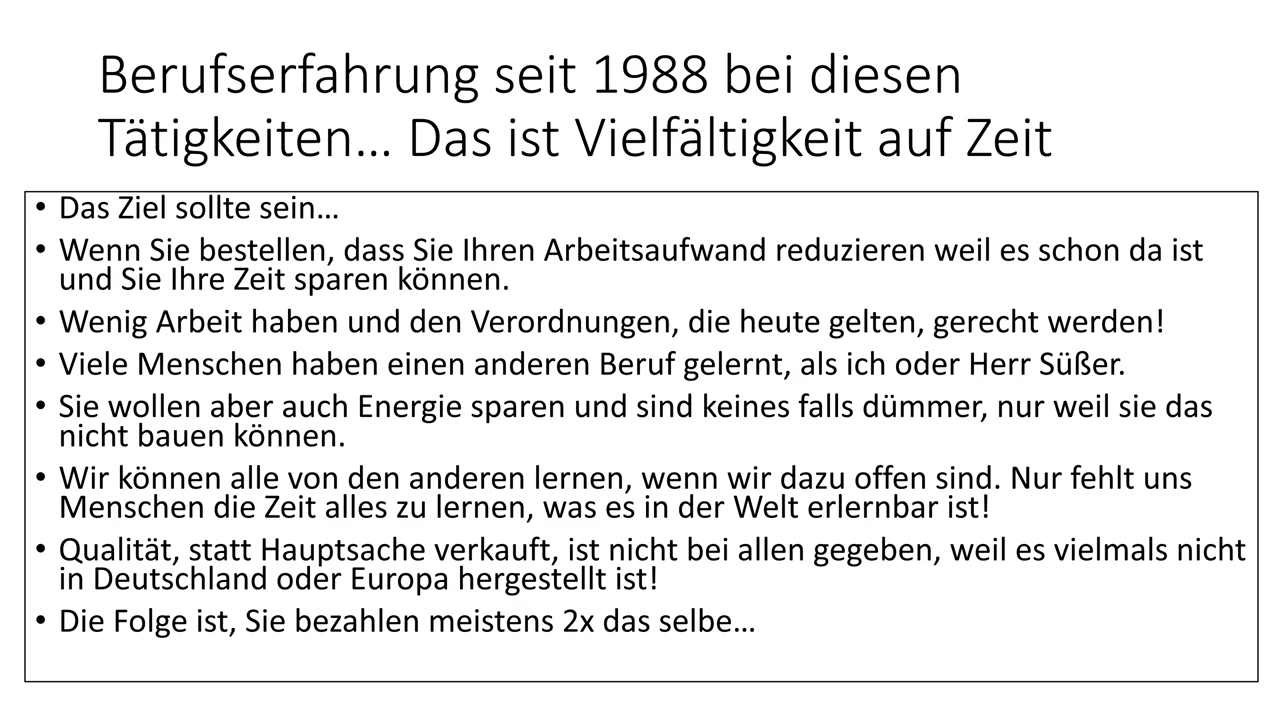 Berufserfahrung seit 1988 bei diesen
Tätigkeiten… Das ist Vielfältigkeit auf Zeit
• Das Ziel sollte sein…
• Wenn Sie bestellen, dass Sie Ihren Arbeitsaufwand reduzieren weil es schon da ist
und Sie Ihre Zeit sparen können.
• Wenig Arbeit haben und den Verordnungen, die heute gelten, gerecht werden!
• Viele Menschen haben einen anderen Beruf gelernt, als ich oder Herr Süßer.
• Sie wollen aber auch Energie sparen und sind keines falls dümmer, nur weil sie das
nicht bauen können.
• Wir können alle von den anderen lernen, wenn wir dazu offen sind. Nur fehlt uns
Menschen die Zeit alles zu lernen, was es in der Welt erlernbar ist!
• Qualität, statt Hauptsache verkauft, ist nicht bei allen gegeben, weil es vielmals nicht
in Deutschland oder Europa hergestellt ist!
• Die Folge ist, Sie bezahlen meistens 2x das selbe…